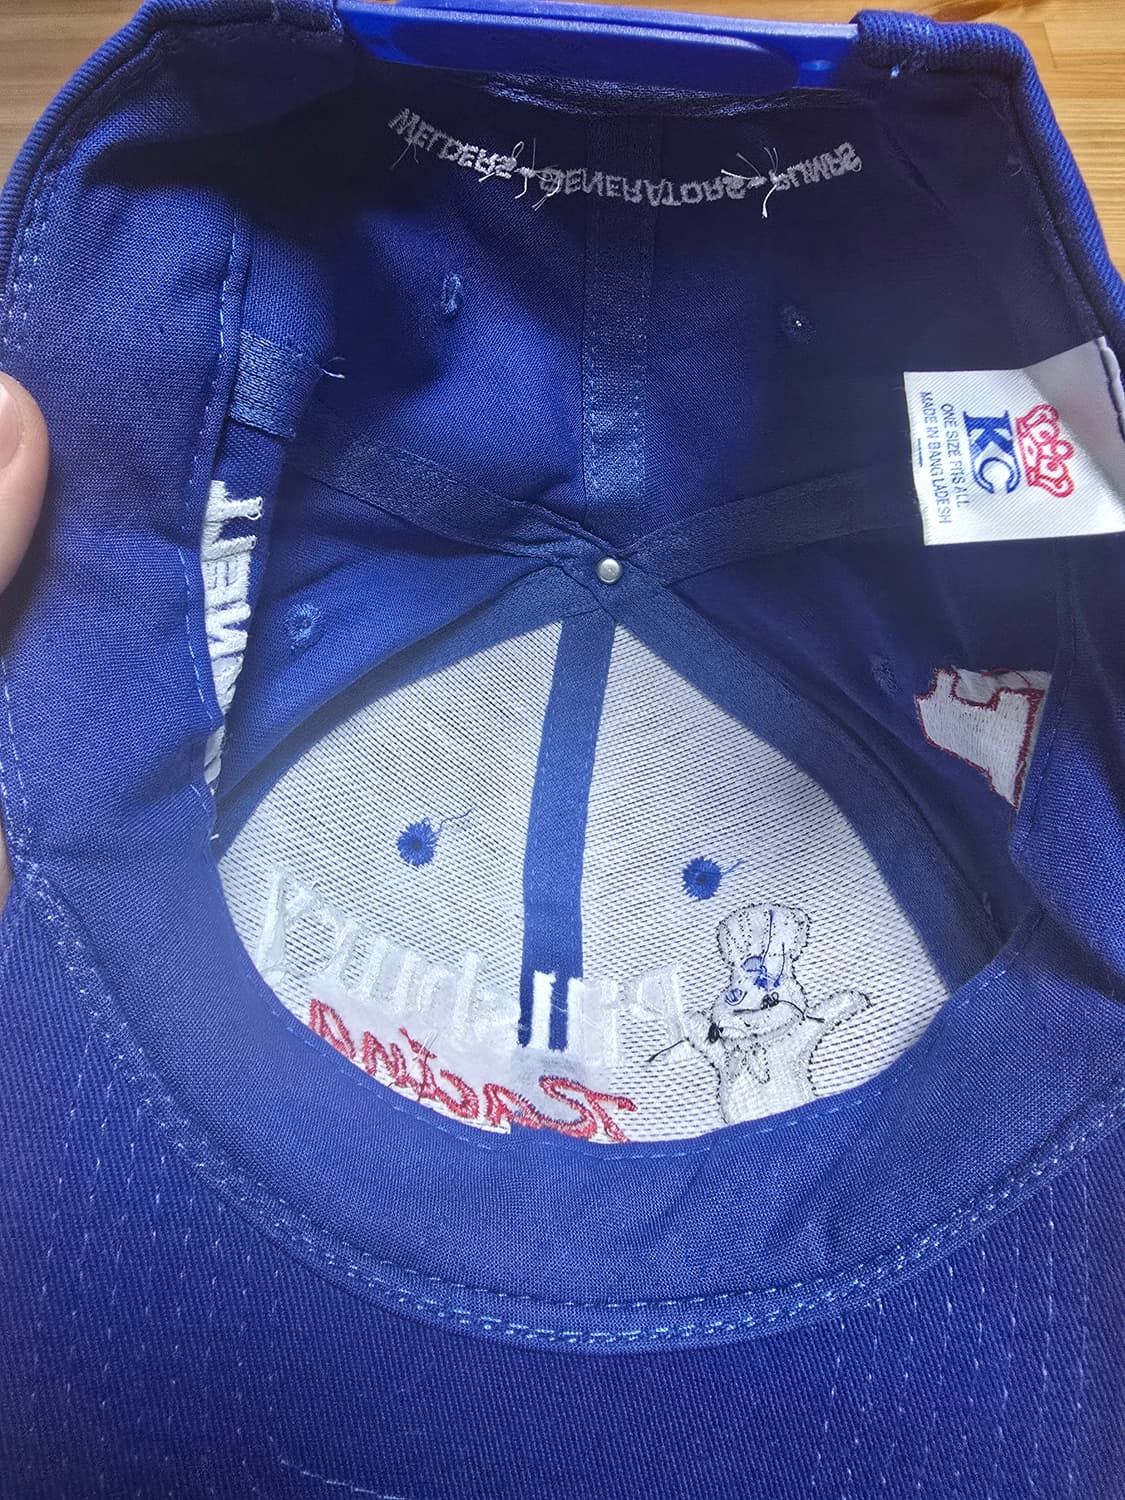 WELDERS-GENERATORS-PUMPS
KC
ONE SIZE FITS ALL
MADE IN BANGLADESH
Pillsbury
Racing